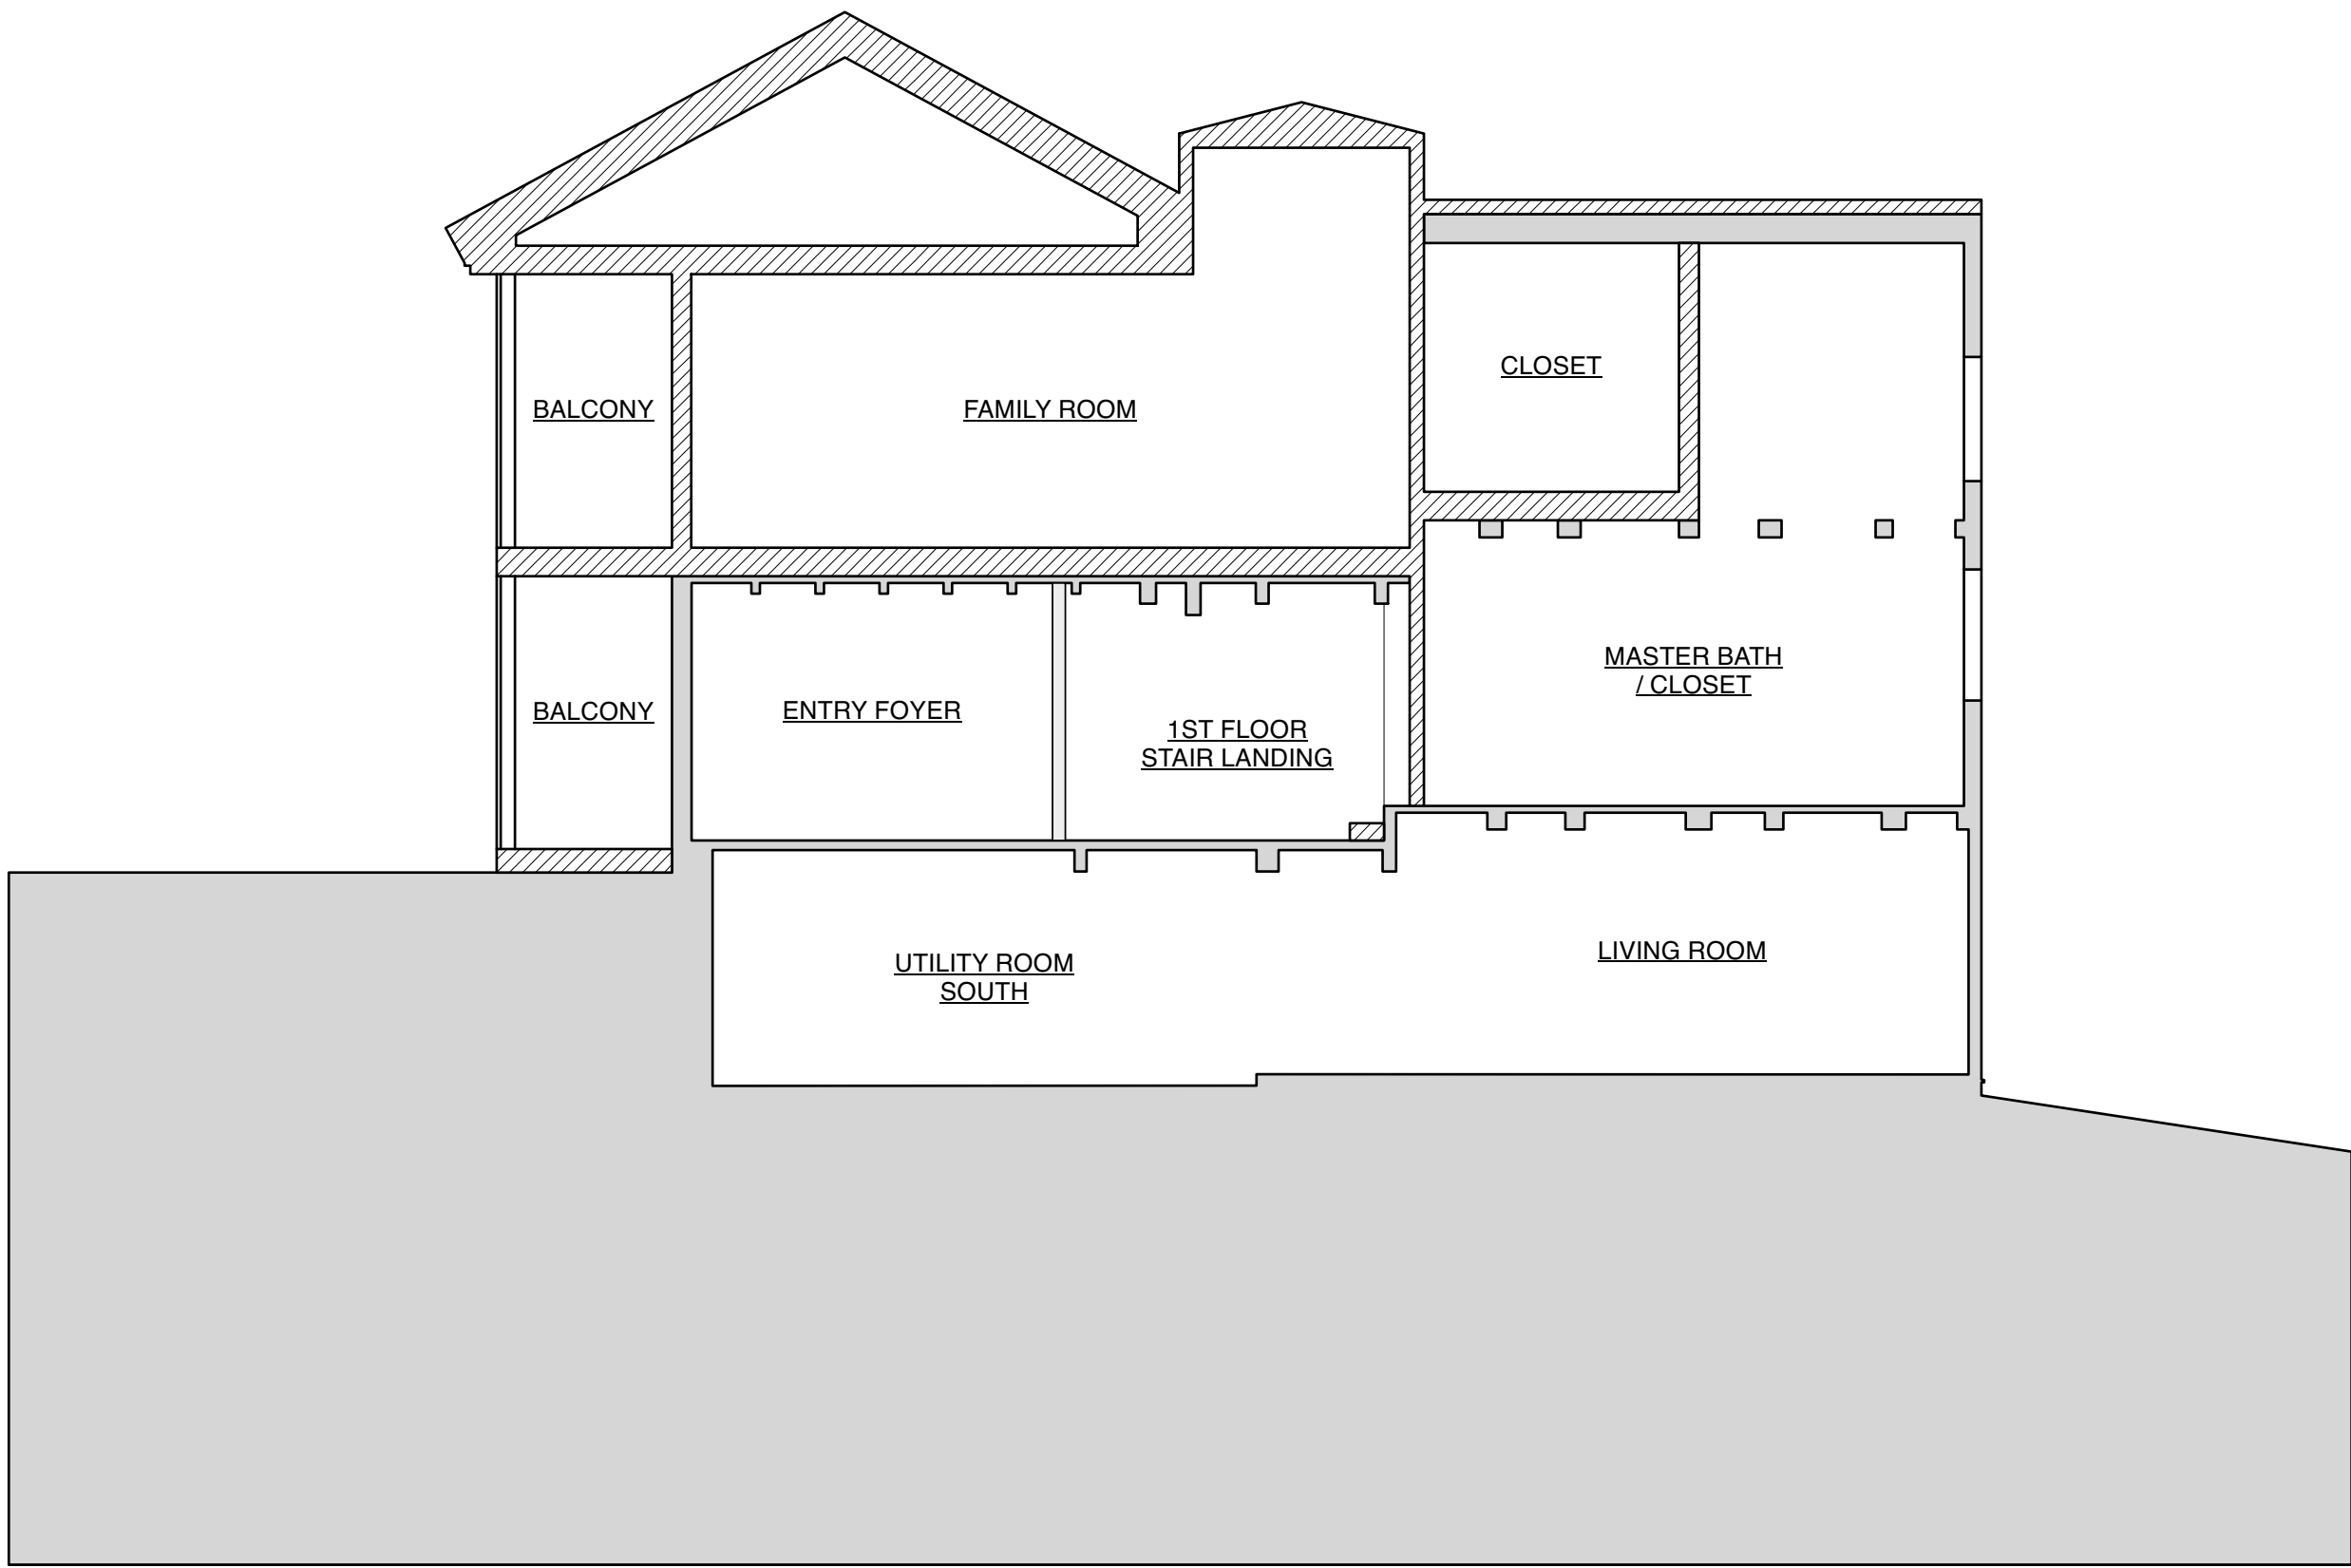 CLOSET
BALCONY
FAMILY ROOM
MASTER BATH
/ CLOSET
BALCONY
ENTRY FOYER
1ST FLOOR
STAIR LANDING
UTILITY ROOM
SOUTH
LIVING ROOM